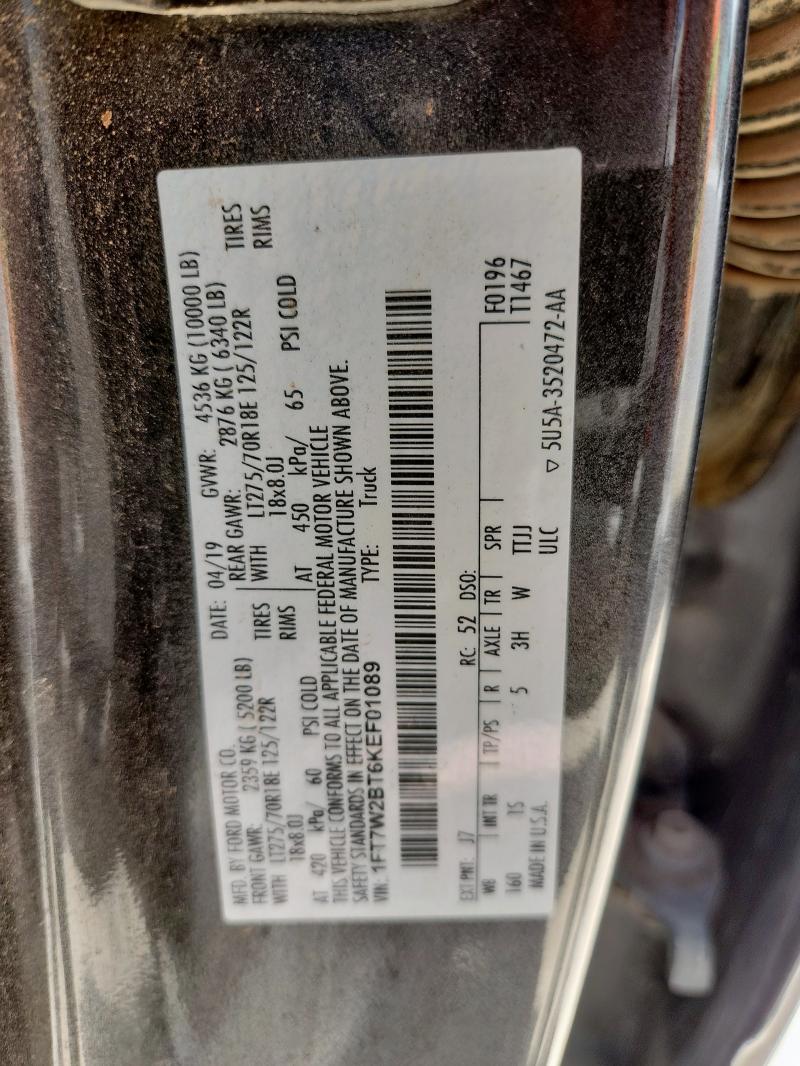 MFD. BY FORD MOTOR CO.
DATE: 04/19 GVWR: 4536 KG (10000 LB)
FRONT GAWR: 2359 KG ( 5200 LB)
REAR GAWR: 2876 KG ( 6340 LB)
WITH LT275/70R18E 125/122R TIRES
WITH LT275/70R18E 125/122R TIRES
18x8.0J RIMS
18x8.0J RIMS
AT 420 kPa/ 60 PSI COLD
AT 450 kPa/ 65 PSI COLD
THIS VEHICLE CONFORMS TO ALL APPLICABLE FEDERAL MOTOR VEHICLE
SAFETY STANDARDS IN EFFECT ON THE DATE OF MANUFACTURE SHOWN ABOVE.
VIN: 1FT7W2BT6KEF01089 TYPE: Truck
EXT PNT: J7 RC: 52 DSO:
F0196
WB INT TR TP/PS R AXLE TR SPR
T1467
160 1S 5 3H W TTJJ
MADE IN U.S.A. ULC ▽ 5U5A-3520472-AA